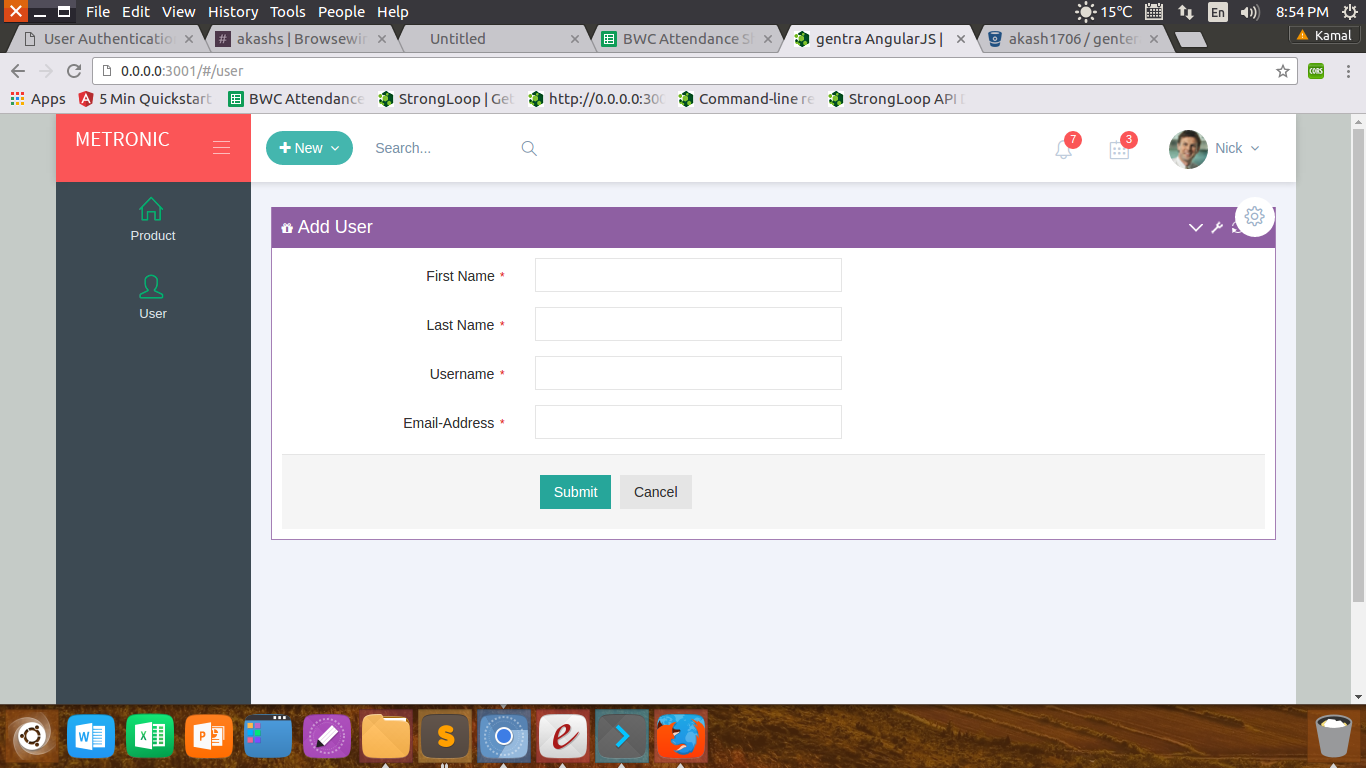 File Edit View History Tools People Help
15°C En 8:54 PM
User Authenticatio
# akashs | Browsewi
Untitled
BWC Attendance S
gentra AngularJS |
akash1706 / genter
Kamal
0.0.0.0:3001/#/user
CORS
Apps 5 Min Quickstart BWC Attendance StrongLoop | Get http://0.0.0.0:300 Command-line re StrongLoop API
METRONIC
New
Search...
7
3
Nick
Product
User
Add User
First Name *
Last Name *
Username *
Email-Address *
Submit Cancel
W X P S e